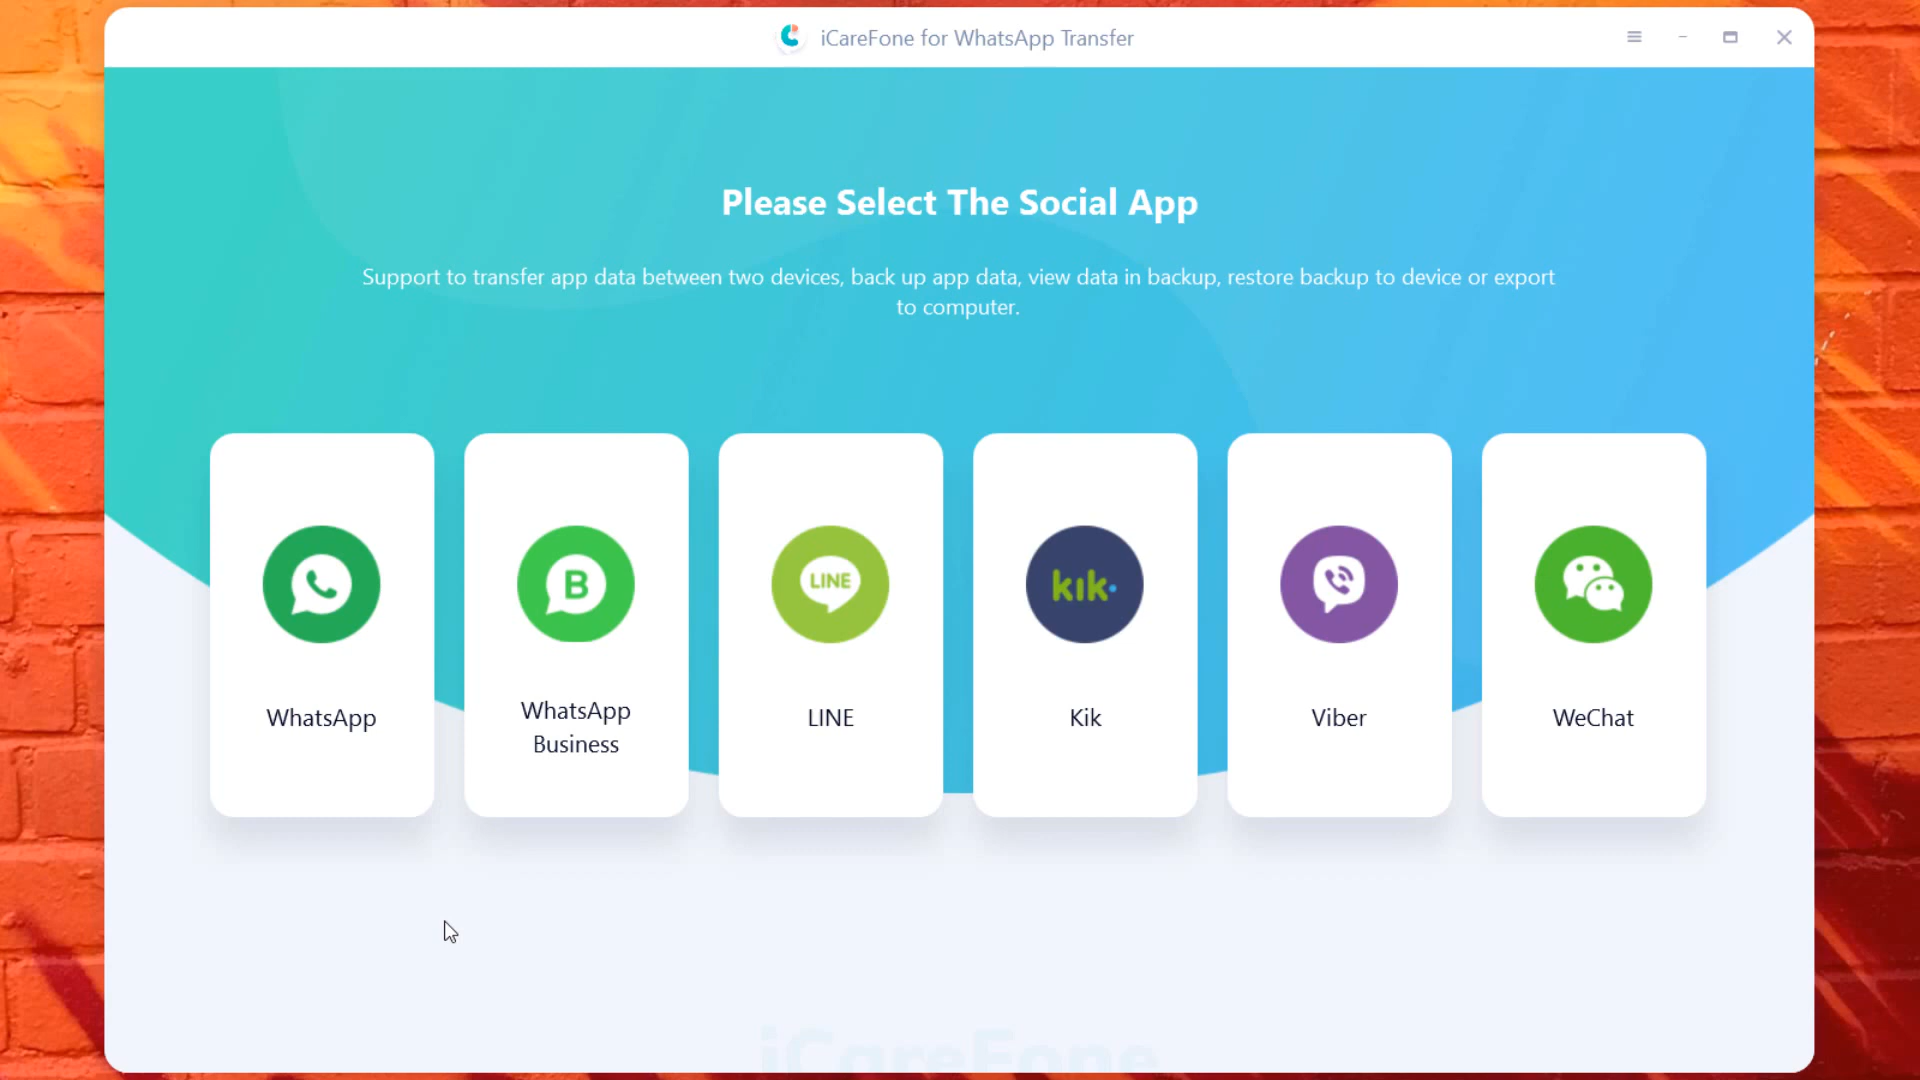 iCareFone for WhatsApp Transfer
Please Select The Social App
Support to transfer app data between two devices, back up app data, view data in backup, restore backup to device or export
to computer.
B
LINE
kik
WhatsApp
WhatsApp
Business
LINE
Kik
Viber
WeChat
iCareFone